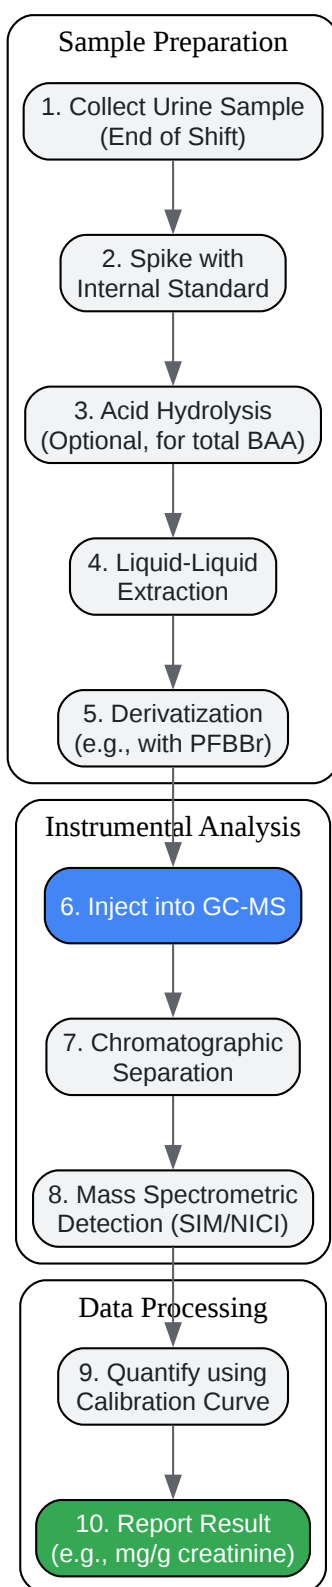 Sample Preparation
1. Collect Urine Sample
(End of Shift)
2. Spike with
Internal Standard
3. Acid Hydrolysis
(Optional, for total BAA)
4. Liquid-Liquid
Extraction
5. Derivatization
(e.g., with PFBBr)
Instrumental Analysis
6. Inject into GC-MS
7. Chromatographic
Separation
8. Mass Spectrometric
Detection (SIM/NICI)
Data Processing
9. Quantify using
Calibration Curve
10. Report Result
(e.g., mg/g creatinine)